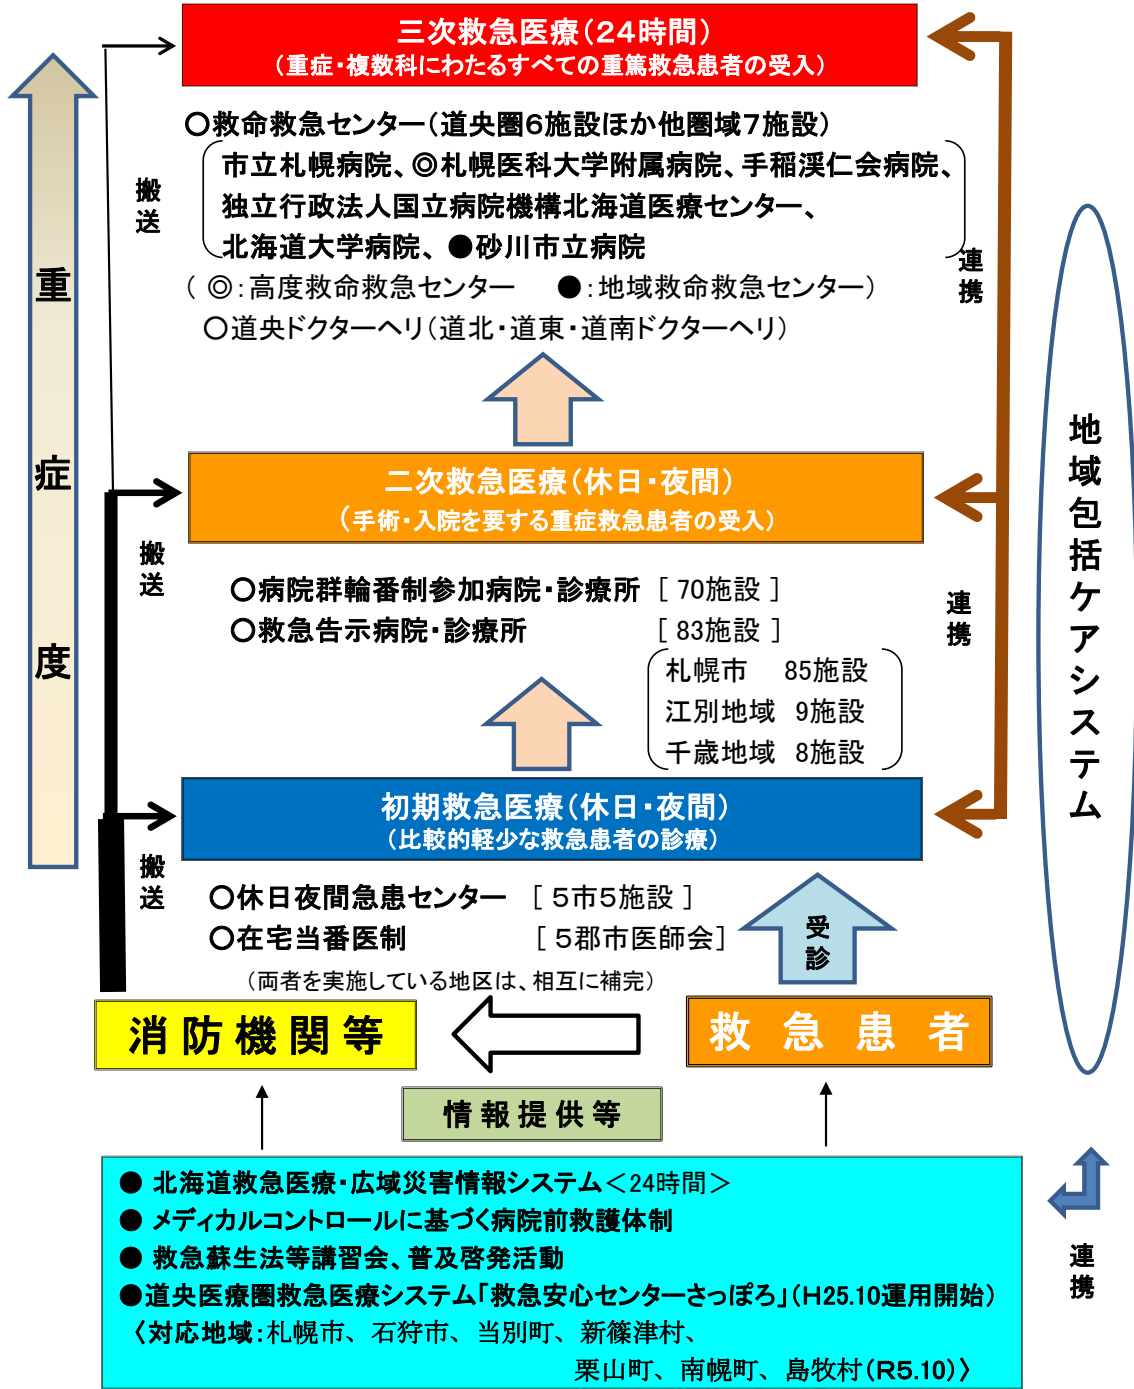 三次救急医療(24時間)
(重症・複数科にわたるすべての重篤救急患者の受入)
○救命救急センター(道央圏6施設ほか他圏域7施設)
市立札幌病院、◎札幌医科大学附属病院、手稲渓仁会病院、
独立行政法人国立病院機構北海道医療センター、
北海道大学病院、●砂川市立病院
( ◎:高度救命救急センター ●:地域救命救急センター)
○道央ドクターヘリ(道北・道東・道南ドクターヘリ)
搬送
連携
重症度
二次救急医療(休日・夜間)
(手術・入院を要する重症救急患者の受入)
搬送
○病院群輪番制参加病院・診療所 [ 70施設 ]
○救急告示病院・診療所 [ 83施設 ]
札幌市 85施設
江別地域 9施設
千歳地域 8施設
連携
地域包括ケアシステム
初期救急医療(休日・夜間)
(比較的軽少な救急患者の診療)
搬送
○休日夜間急患センター [ 5市5施設 ]
○在宅当番医制 [ 5郡市医師会]
(両者を実施している地区は、相互に補完)
受診
消防機関等
救急患者
情報提供等
● 北海道救急医療・広域災害情報システム<24時間>
● メディカルコントロールに基づく病院前救護体制
● 救急蘇生法等講習会、普及啓発活動
●道央医療圏救急医療システム「救急安心センターさっぽろ」(H25.10運用開始)
〈対応地域:札幌市、石狩市、当別町、新篠津村、
栗山町、南幌町、島牧村(R5.10)〉
連携